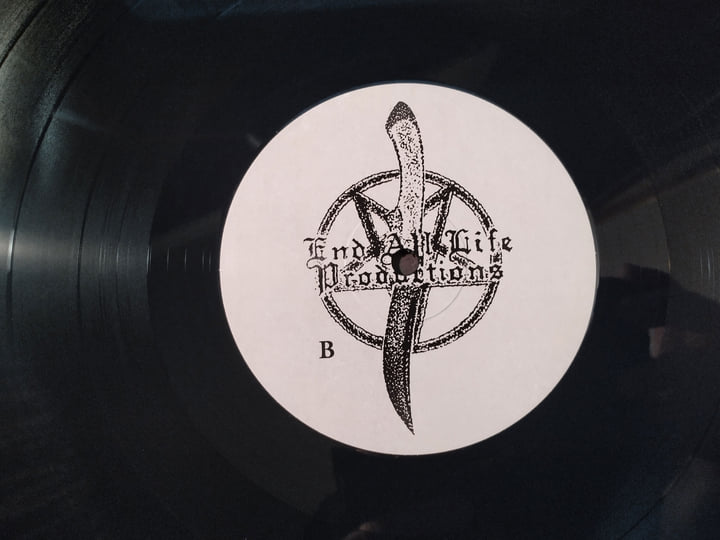 End All Life
Productions
B